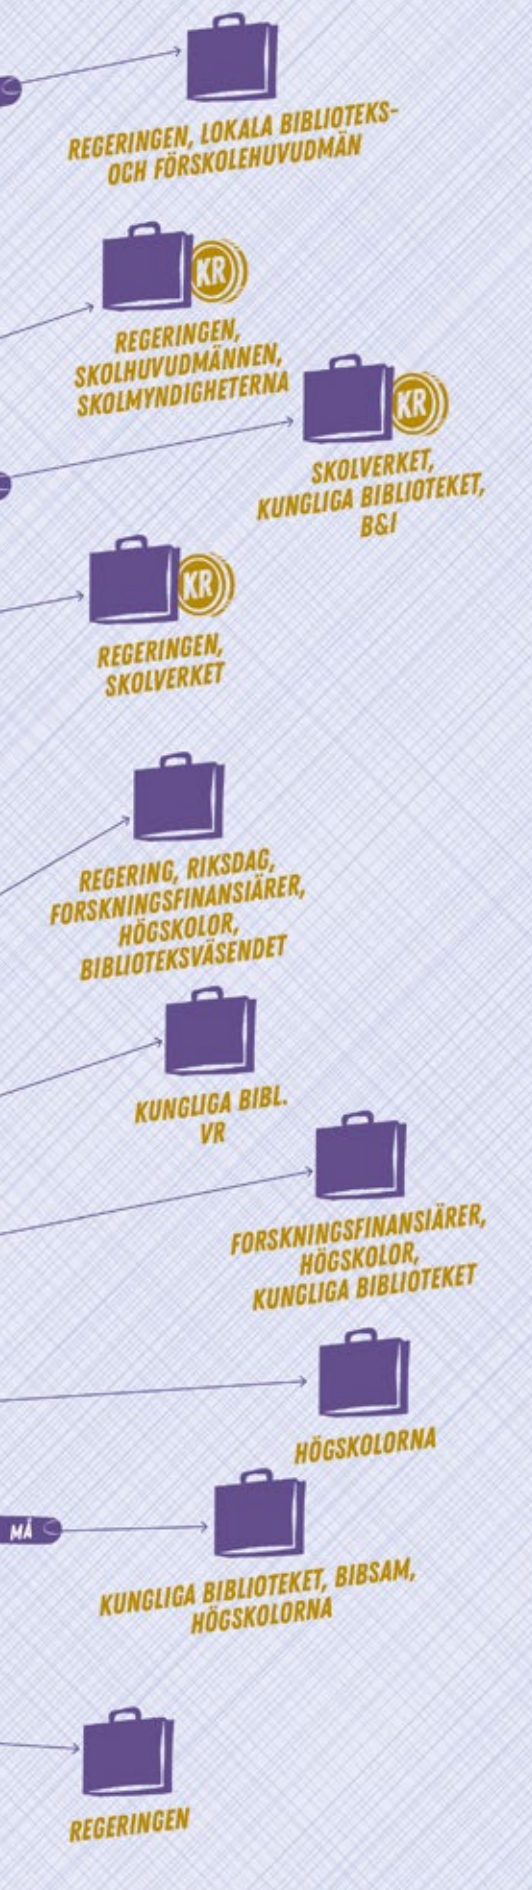 REGERINGEN, LOKALA BIBLIOTEKS-
OCH FÖRSKOLEHUVUDMÄN
KR
REGERINGEN,
SKOLHUVUDMÄNNEN,
SKOLMYNDIGHETERNA
KR
SKOLVERKET,
KUNGLIGA BIBLIOTEKET,
B&I
KR
REGERINGEN,
SKOLVERKET
REGERING, RIKSDAG,
FORSKNINGSFINANSIÄRER,
HÖGSKOLOR,
BIBLIOTEKSVÄSENDET
KUNGLIGA BIBL.
VR
FORSKNINGSFINANSIÄRER,
HÖGSKOLOR,
KUNGLIGA BIBLIOTEKET
HÖGSKOLORNA
MÅ
KUNGLIGA BIBLIOTEKET, BIBSAM,
HÖGSKOLORNA
REGERINGEN